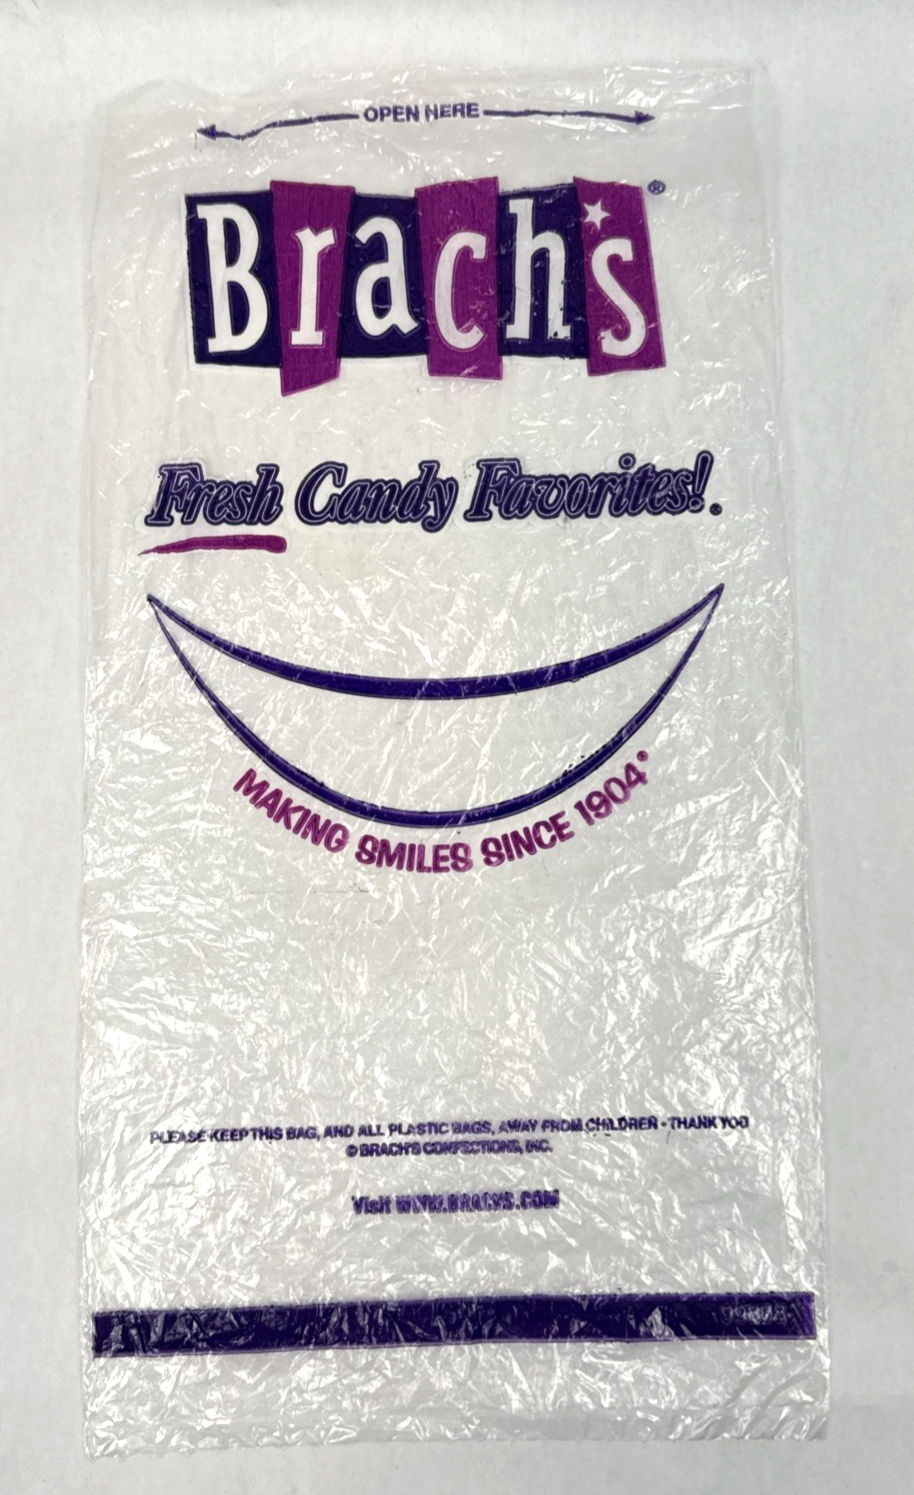 OPEN HERE
Brach's®
Fresh Candy Favorites!
MAKING SMILES SINCE 1904
PLEASE KEEP THIS BAG, AND ALL PLASTIC BAGS, AWAY FROM CHILDREN - THANK YOU
© BRACH'S CONFECTIONS, INC.
Visit WWW.BRACHS.COM